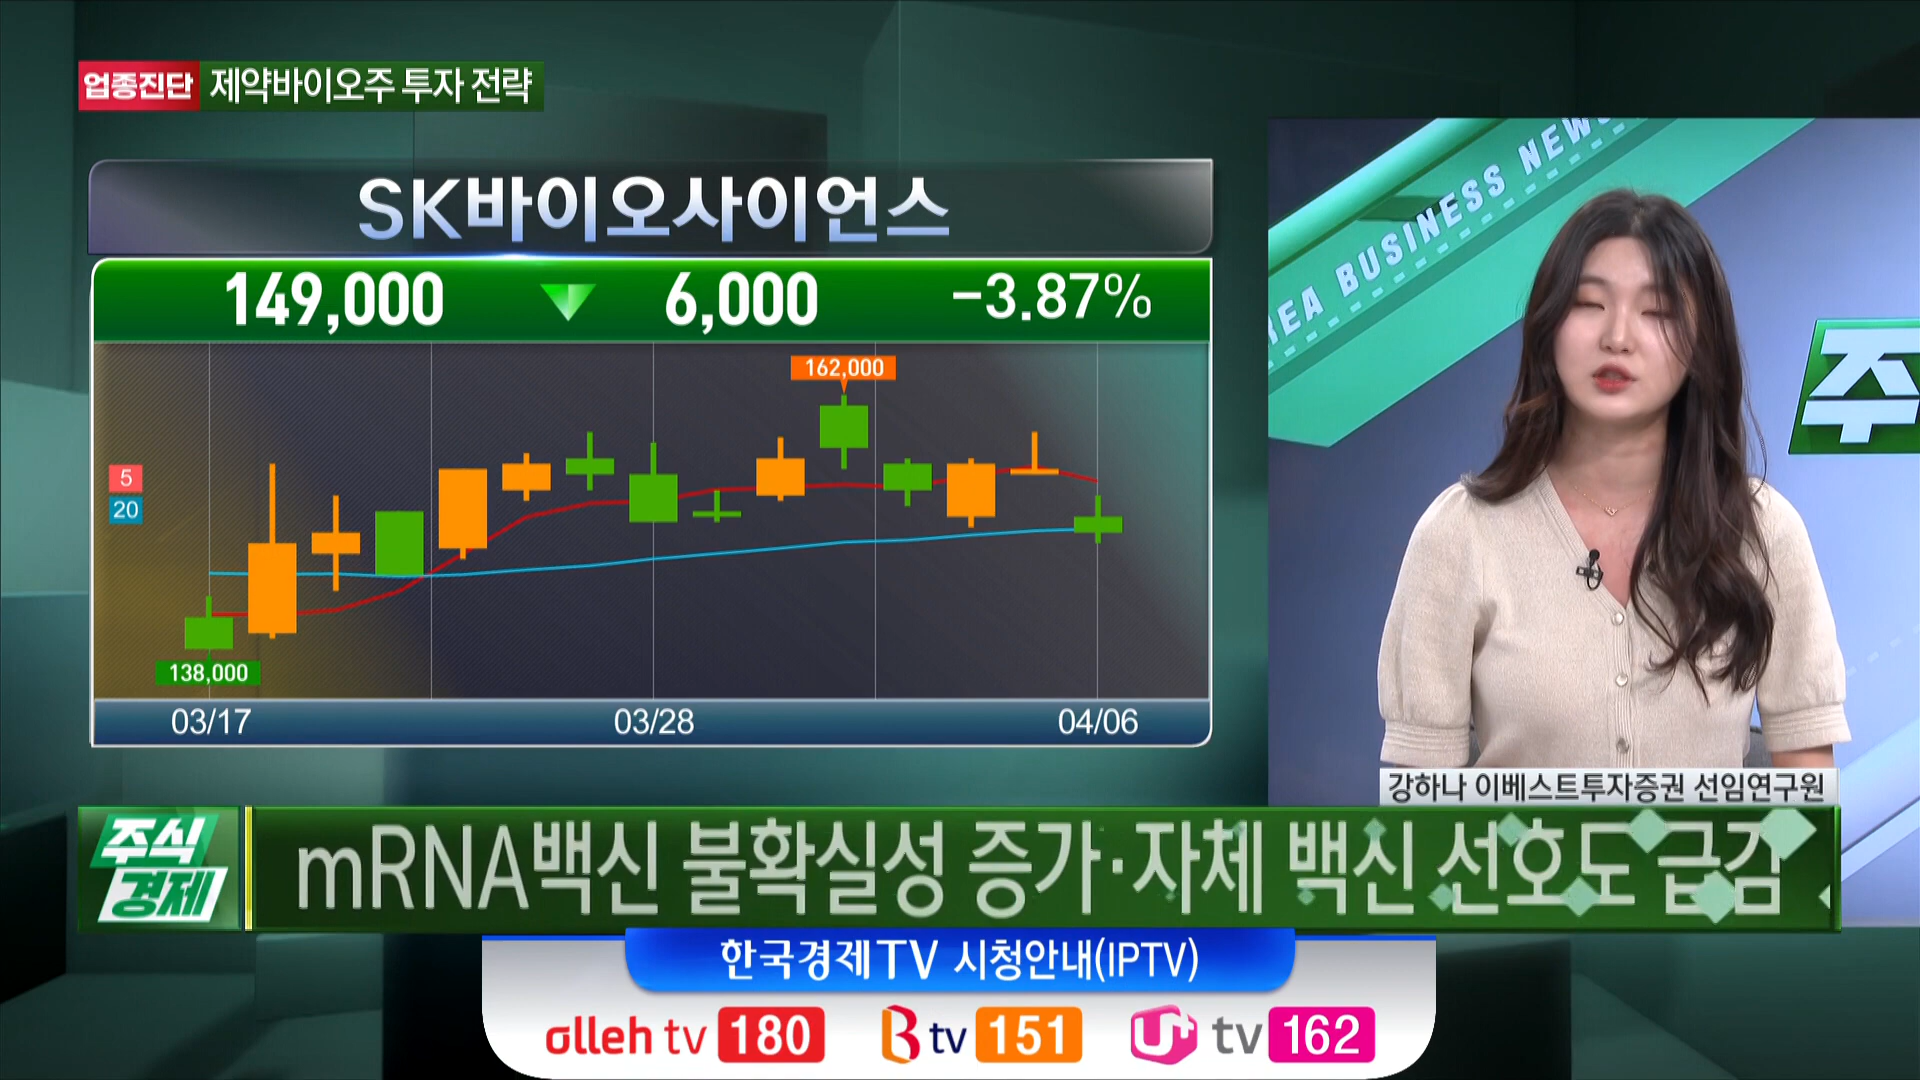 업종진단 제약바이오주 투자 전략
SK바이오사이언스
149,000 ▼ 6,000 -3.87%
162,000
5
20
138,000
03/17 03/28 04/06
BUSINESS NEWS
주
강하나 이베스트투자증권 선임연구원
주식
경제
mRNA백신 불확실성 증가·자체 백신 선호도 급감
한국경제TV 시청안내(IPTV)
olleh tv 180 B tv 151 U+ tv 162